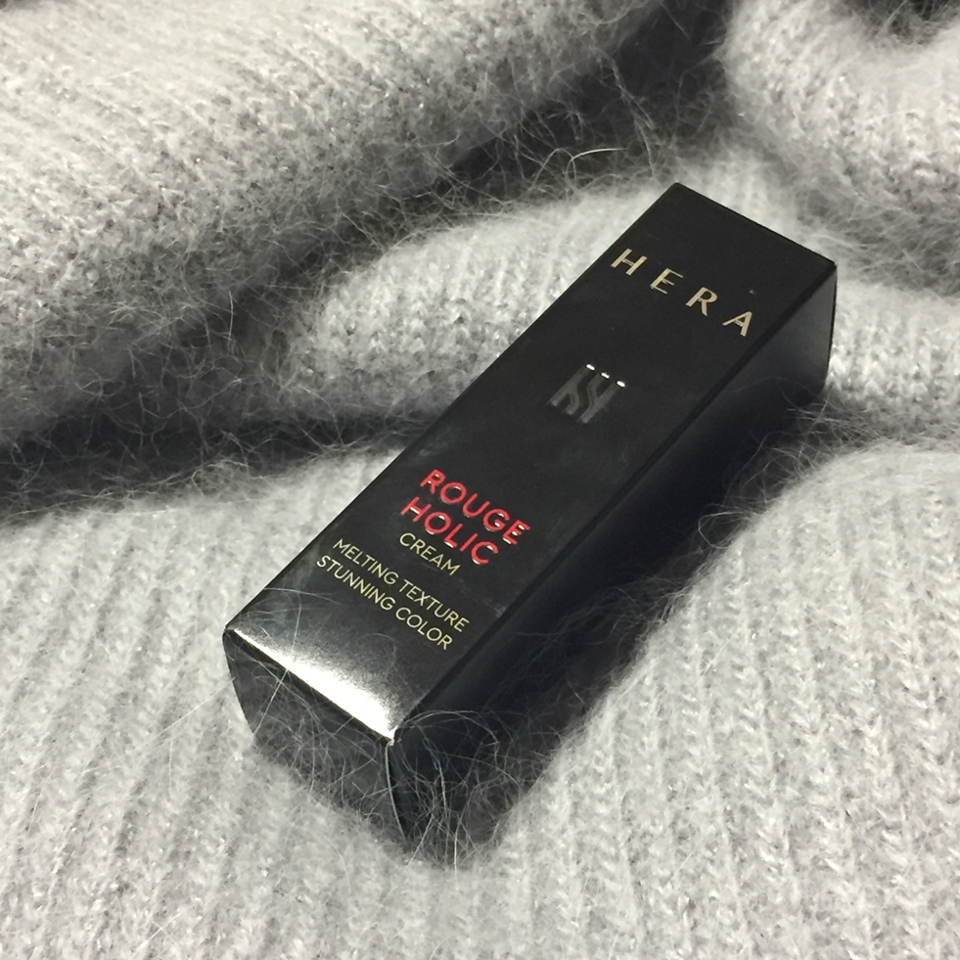 HERA
ROUGE
HOLIC
CREAM
MELTING TEXTURE
STUNNING COLOR